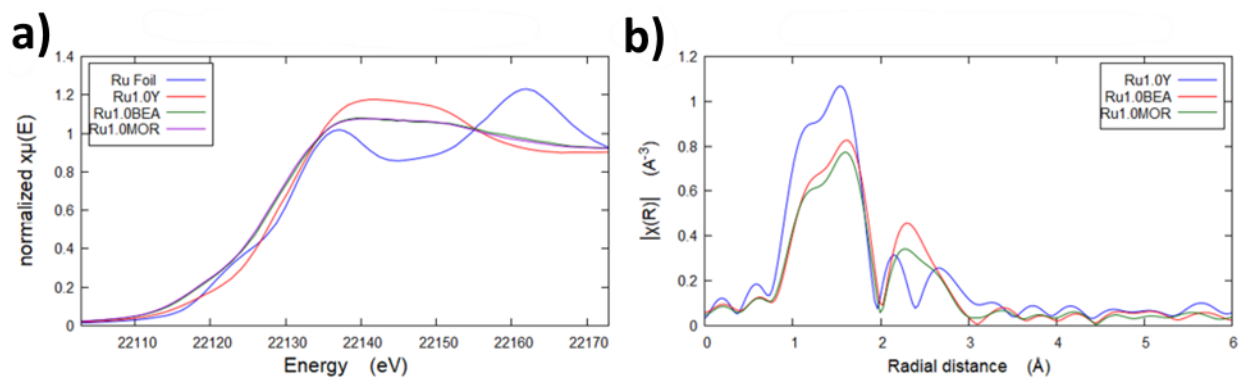 a)
normalized xμ(E)
1.4
1.2
1
0.8
0.6
0.4
0.2
0
Ru Foil
Ru1.0Y
Ru1.0BEA
Ru1.0MOR
22110 22120 22130 22140 22150 22160 22170
Energy (eV)
b)
|χ(R)| (A⁻³)
1.2
1
0.8
0.6
0.4
0.2
0
Ru1.0Y
Ru1.0BEA
Ru1.0MOR
0 1 2 3 4 5 6
Radial distance (Å)